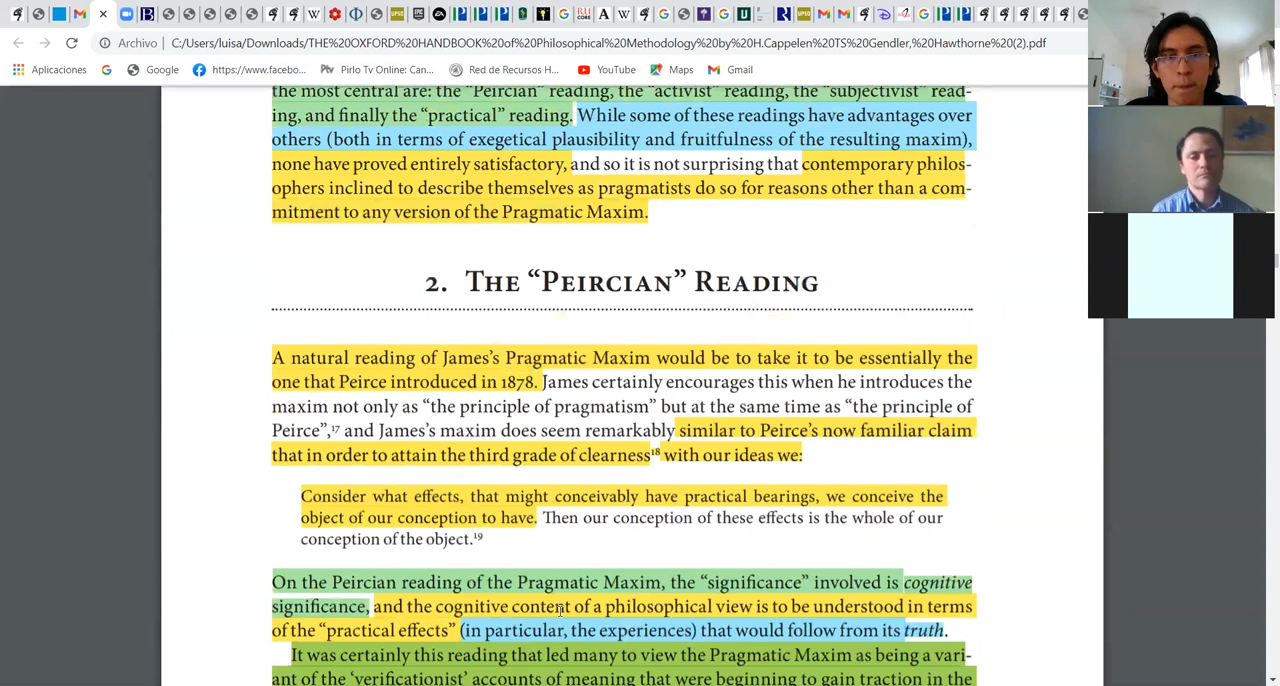 Archivo
C:/Users/luisa/Downloads/THE%20OXFORD%20HANDBOOK%20of%20Philosophical%20Methodology%20by%20H.Cappelen%20TS%20Gendler,%20Hawthorne%20(2).pdf
Aplicaciones Google https://www.facebo... Pirlo Tv Online: Can... Red de Recursos H... YouTube Maps Gmail
the most central are: the “Peircian” reading, the “activist” reading, the “subjectivist” read-
ing, and finally the “practical” reading. While some of these readings have advantages over
others (both in terms of exegetical plausibility and fruitfulness of the resulting maxim),
none have proved entirely satisfactory, and so it is not surprising that contemporary philos-
ophers inclined to describe themselves as pragmatists do so for reasons other than a com-
mitment to any version of the Pragmatic Maxim.
2. The “Peircian” Reading
A natural reading of James’s Pragmatic Maxim would be to take it to be essentially the
one that Peirce introduced in 1878. James certainly encourages this when he introduces the
maxim not only as “the principle of pragmatism” but at the same time as “the principle of
Peirce”,17 and James’s maxim does seem remarkably similar to Peirce’s now familiar claim
that in order to attain the third grade of clearness18 with our ideas we:
Consider what effects, that might conceivably have practical bearings, we conceive the
object of our conception to have. Then our conception of these effects is the whole of our
conception of the object.19
On the Peircian reading of the Pragmatic Maxim, the “significance” involved is cognitive
significance, and the cognitive content of a philosophical view is to be understood in terms
of the “practical effects” (in particular, the experiences) that would follow from its truth.
It was certainly this reading that led many to view the Pragmatic Maxim as being a vari-
ant of the ‘verificationist’ accounts of meaning that were beginning to gain traction in the